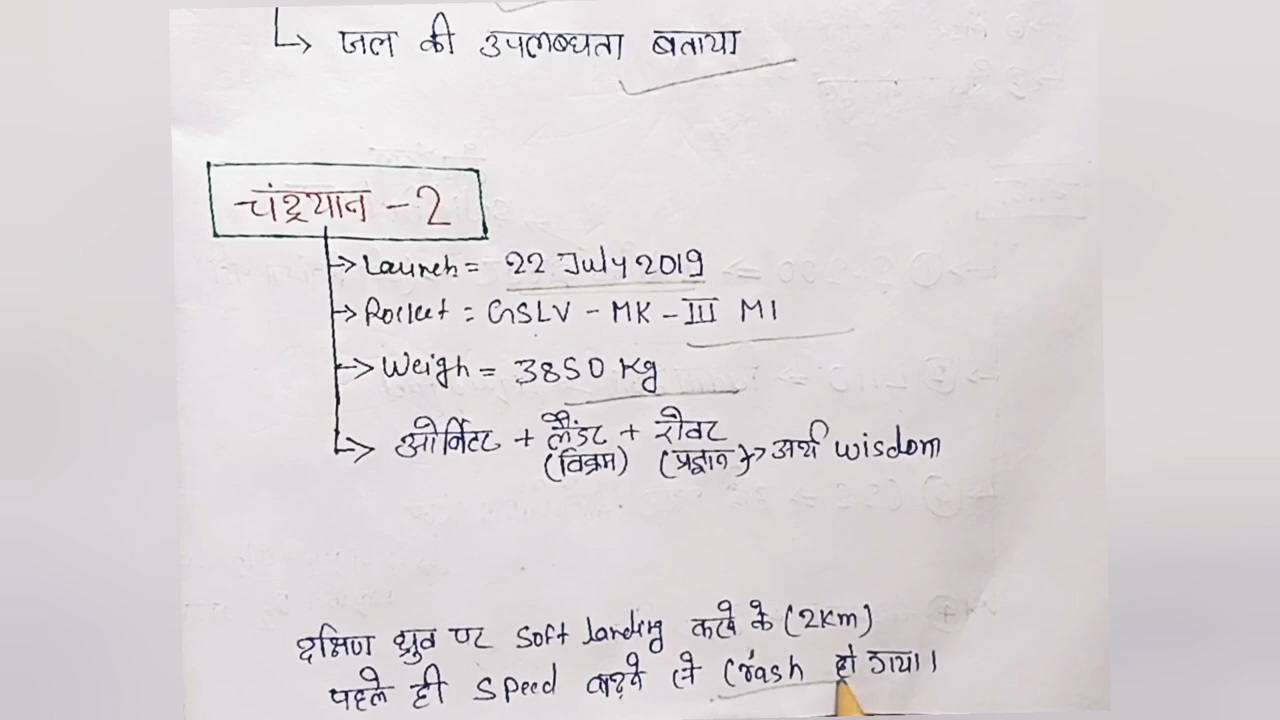 ↳ जल की उपलब्धता बताया
चंद्रयान - 2
→ Launch = 22 July 2019
→ Rocket = GSLV - MK - III M1
→ Weigh = 3850 Kg
→ ओर्बिटर + लैंडर + रोवर
(विक्रम) (प्रज्ञान) → अर्थ wisdom
दक्षिण ध्रुव पर Soft landing करने के (2Km)
पहले ही Speed बढ़ने से Crash हो गया।